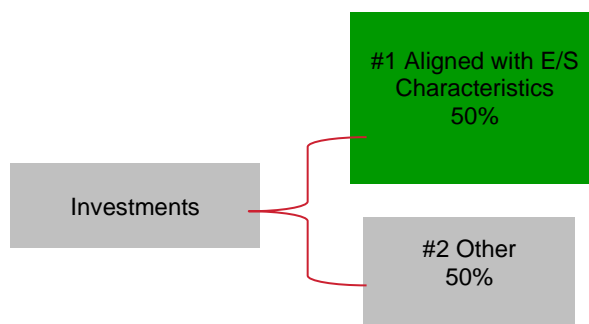 #1 Aligned with E/S
Characteristics
50%
Investments
#2 Other
50%